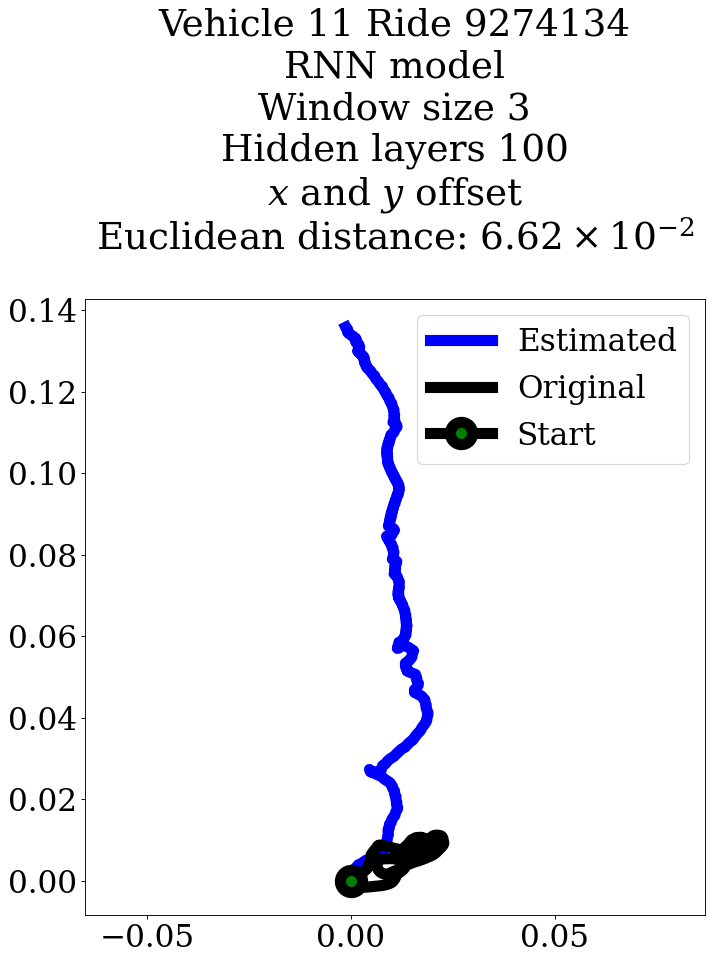 Vehicle 11 Ride 9274134
RNN model
Window size 3
Hidden layers 100
x and y offset
Euclidean distance: 6.62 × 10⁻²
0.14
0.12
0.10
0.08
0.06
0.04
0.02
0.00
Estimated
Original
Start
−0.05
0.00
0.05